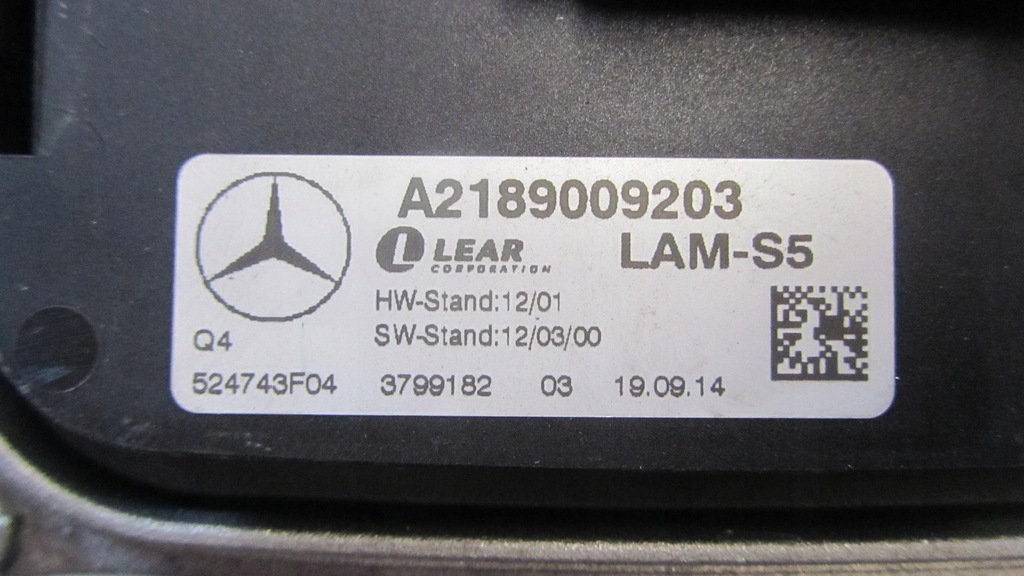 A2189009203
LEAR
CORPORATION
LAM-S5
HW-Stand:12/01
SW-Stand:12/03/00
Q4
524743F04 3799182 03 19.09.14